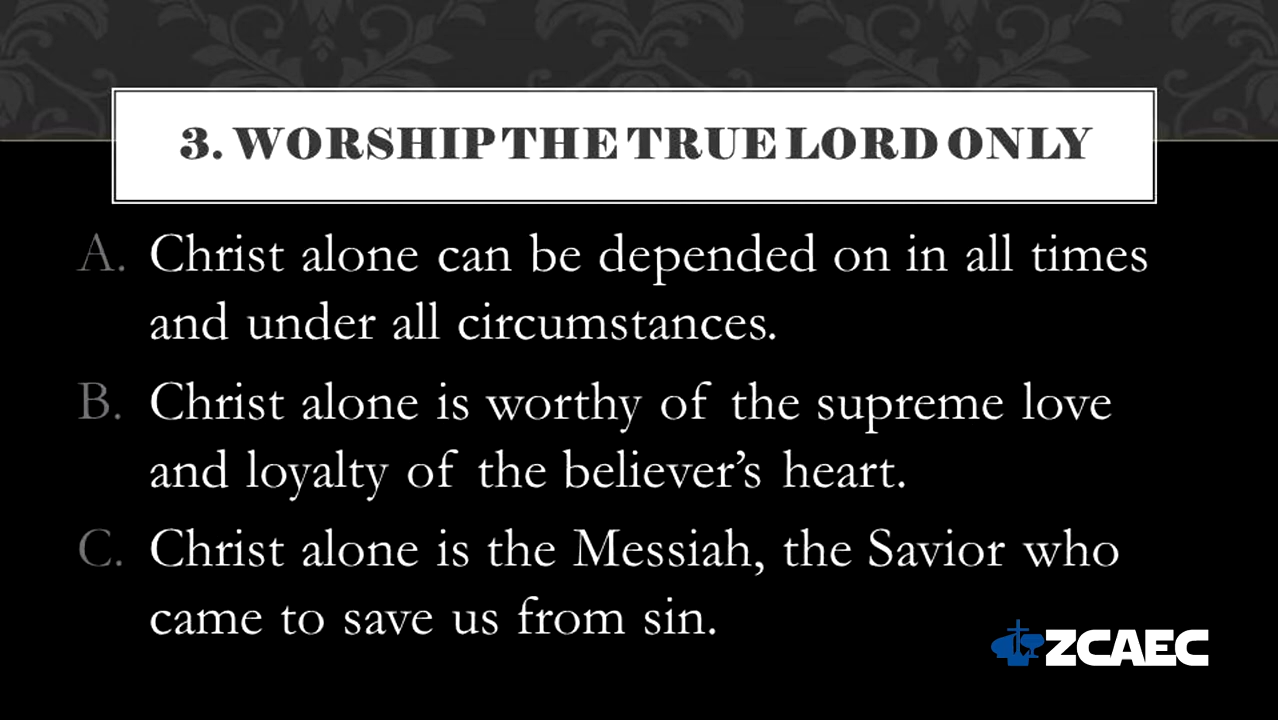 3. WORSHIP THE TRUE LORD ONLY
A. Christ alone can be depended on in all times
and under all circumstances.
B. Christ alone is worthy of the supreme love
and loyalty of the believer’s heart.
C. Christ alone is the Messiah, the Savior who
came to save us from sin.
ZCAEC